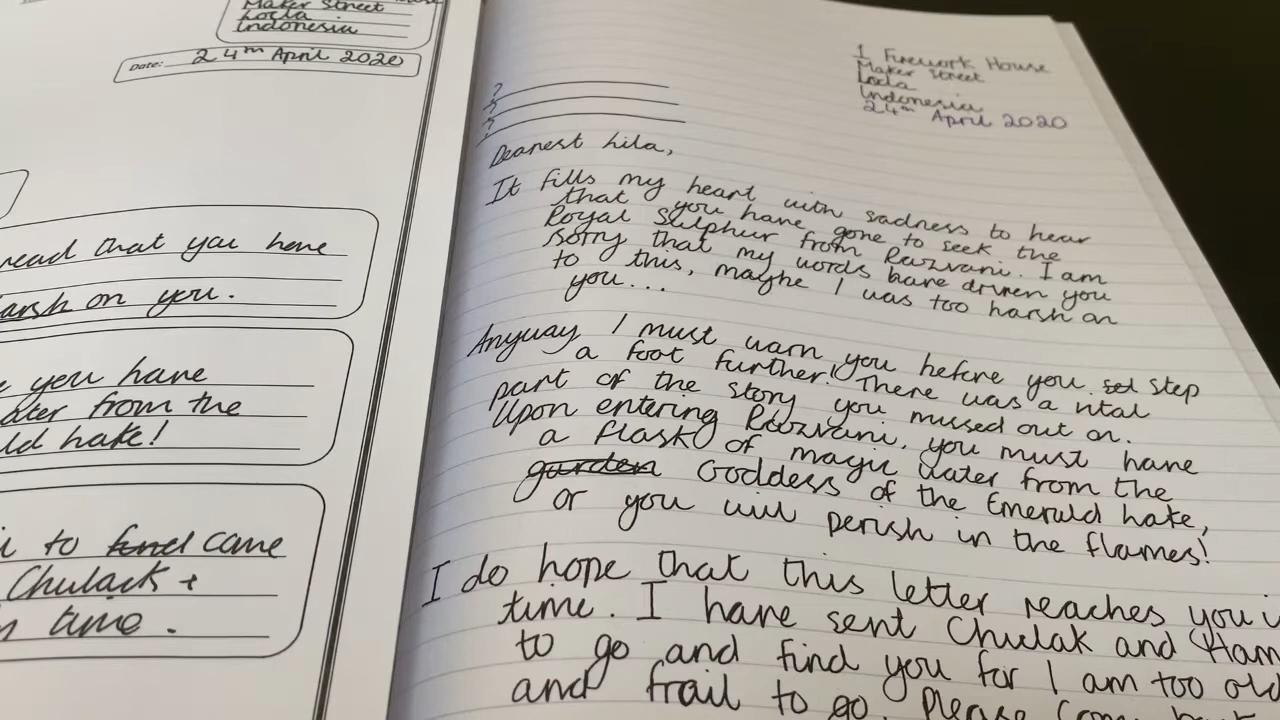 Maker Street
Locla
Indonesia
Date: 24th April 2020
read that you have
harsh on you.
e you have
ater from the
ld hake!
to find come
Chulack +
time.
1 Firework House
Maker Street
Locla
Indonesia
24th April 2020
?
?
?
Dearest Lila,
It fills my heart with sadness to hear
that you have gone to seek the
Royal Sulphur from Razvani. I am
sorry that my words have driven you
to this, maybe I was too harsh on
you...
Anyway I must warn you before you set step
a foot further! There was a vital
part of the story you missed out on.
Upon entering Razvani, you must have
a flask of magic water from the
garden Goddess of the Emerald Lake,
or you will perish in the flames!
I do hope that this letter reaches you i
time. I have sent Chulak and Ham
to go and find you for I am too old
and frail to go. Please come